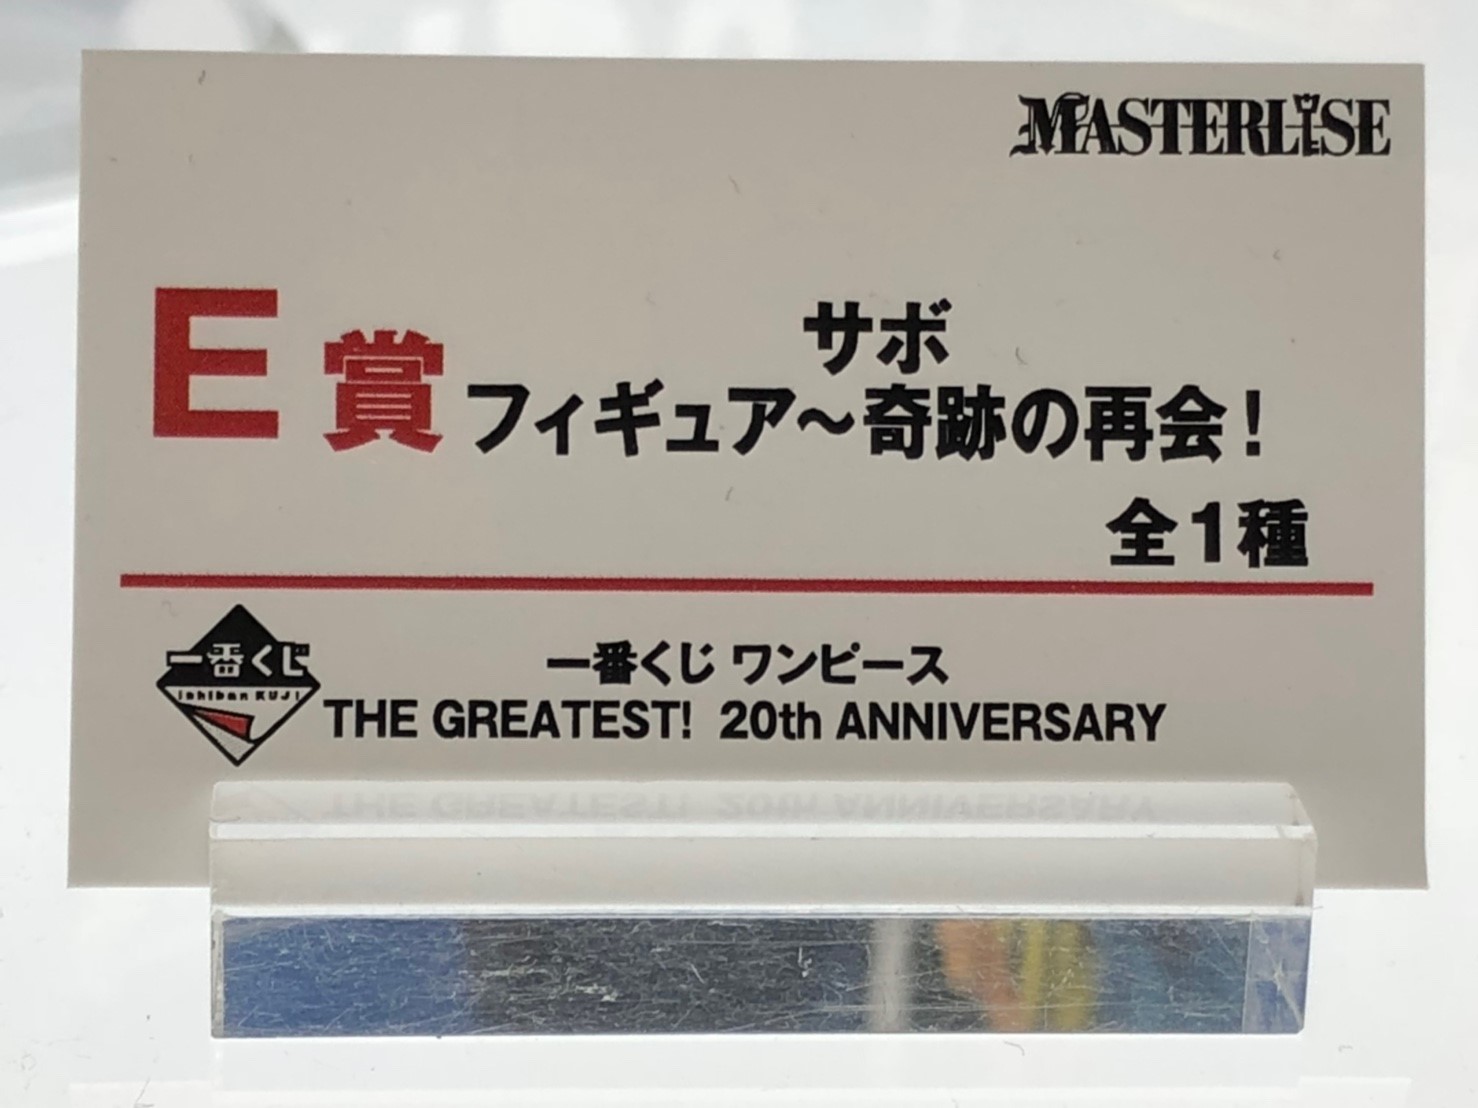 MASTERLISE
E賞
サボ
フィギュア～奇跡の再会!
全1種
一番くじ
ichiban KUJI
一番くじ ワンピース
THE GREATEST! 20th ANNIVERSARY